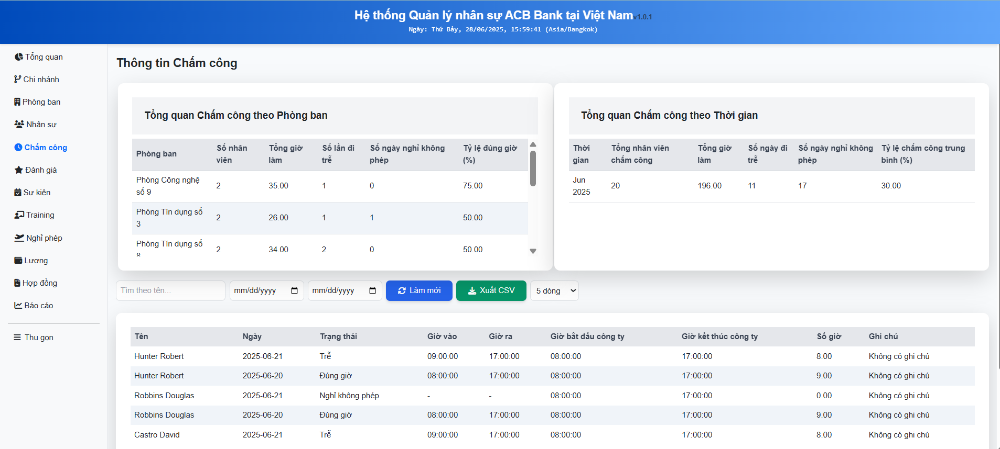 Hệ thống Quản lý nhân sự ACB Bank tại Việt Nam v1.0.1
Ngày: Thứ Bảy, 28/06/2025, 15:59:41 (Asia/Bangkok)
Tổng quan
Chi nhánh
Phòng ban
Nhân sự
Chấm công
Đánh giá
Sự kiện
Training
Nghỉ phép
Lương
Hợp đồng
Báo cáo
Thu gọn
Thông tin Chấm công
Tổng quan Chấm công theo Phòng ban
Phòng ban Số nhân viên Tổng giờ làm Số lần đi trễ Số ngày nghỉ không phép Tỷ lệ đúng giờ (%)
Phòng Công nghệ số 9 2 35.00 1 0 75.00
Phòng Tín dụng số 3 2 26.00 1 1 50.00
Phòng Tín dụng số 8 2 34.00 2 0 50.00
Tổng quan Chấm công theo Thời gian
Thời gian Tổng nhân viên chấm công Tổng giờ làm Số ngày đi trễ Số ngày nghỉ không phép Tỷ lệ chấm công trung bình (%)
Jun 2025 20 196.00 11 17 30.00
Tìm theo tên... mm/dd/yyyy mm/dd/yyyy Làm mới Xuất CSV 5 dòng
Tên Ngày Trạng thái Giờ vào Giờ ra Giờ bắt đầu công ty Giờ kết thúc công ty Số giờ Ghi chú
Hunter Robert 2025-06-21 Trễ 09:00:00 17:00:00 08:00:00 17:00:00 8.00 Không có ghi chú
Hunter Robert 2025-06-20 Đúng giờ 08:00:00 17:00:00 08:00:00 17:00:00 9.00 Không có ghi chú
Robbins Douglas 2025-06-21 Nghỉ không phép - - 08:00:00 17:00:00 0.00 Không có ghi chú
Robbins Douglas 2025-06-20 Đúng giờ 08:00:00 17:00:00 08:00:00 17:00:00 9.00 Không có ghi chú
Castro David 2025-06-21 Trễ 09:00:00 17:00:00 08:00:00 17:00:00 8.00 Không có ghi chú